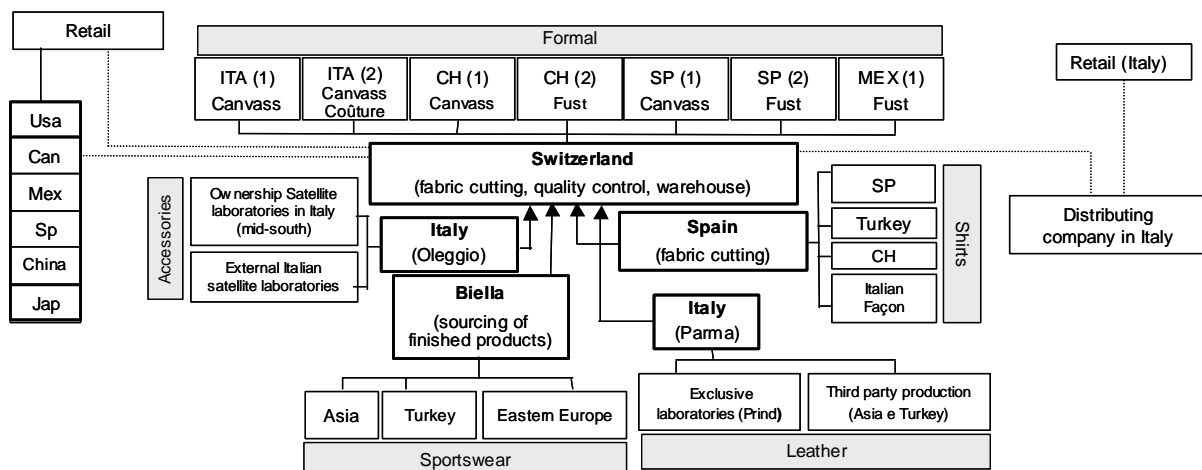 Retail
Usa
Can
Mex
Sp
China
Jap
Formal
ITA (1)
Canvass
ITA (2)
Canvass
Coûture
CH (1)
Canvass
CH (2)
Fust
SP (1)
Canvass
SP (2)
Fust
MEX (1)
Fust
Retail (Italy)
Distributing
company in Italy
Switzerland
(fabric cutting, quality control, warehouse)
Accessories
Ownership Satellite
laboratories in Italy
(mid-south)
External Italian
satellite laboratories
Italy
(Oleggio)
Spain
(fabric cutting)
SP
Turkey
CH
Italian
Façon
Shirts
Biella
(sourcing of
finished products)
Italy
(Parma)
Asia
Turkey
Eastern Europe
Sportswear
Exclusive
laboratories (Prind)
Third party production
(Asia e Turkey)
Leather